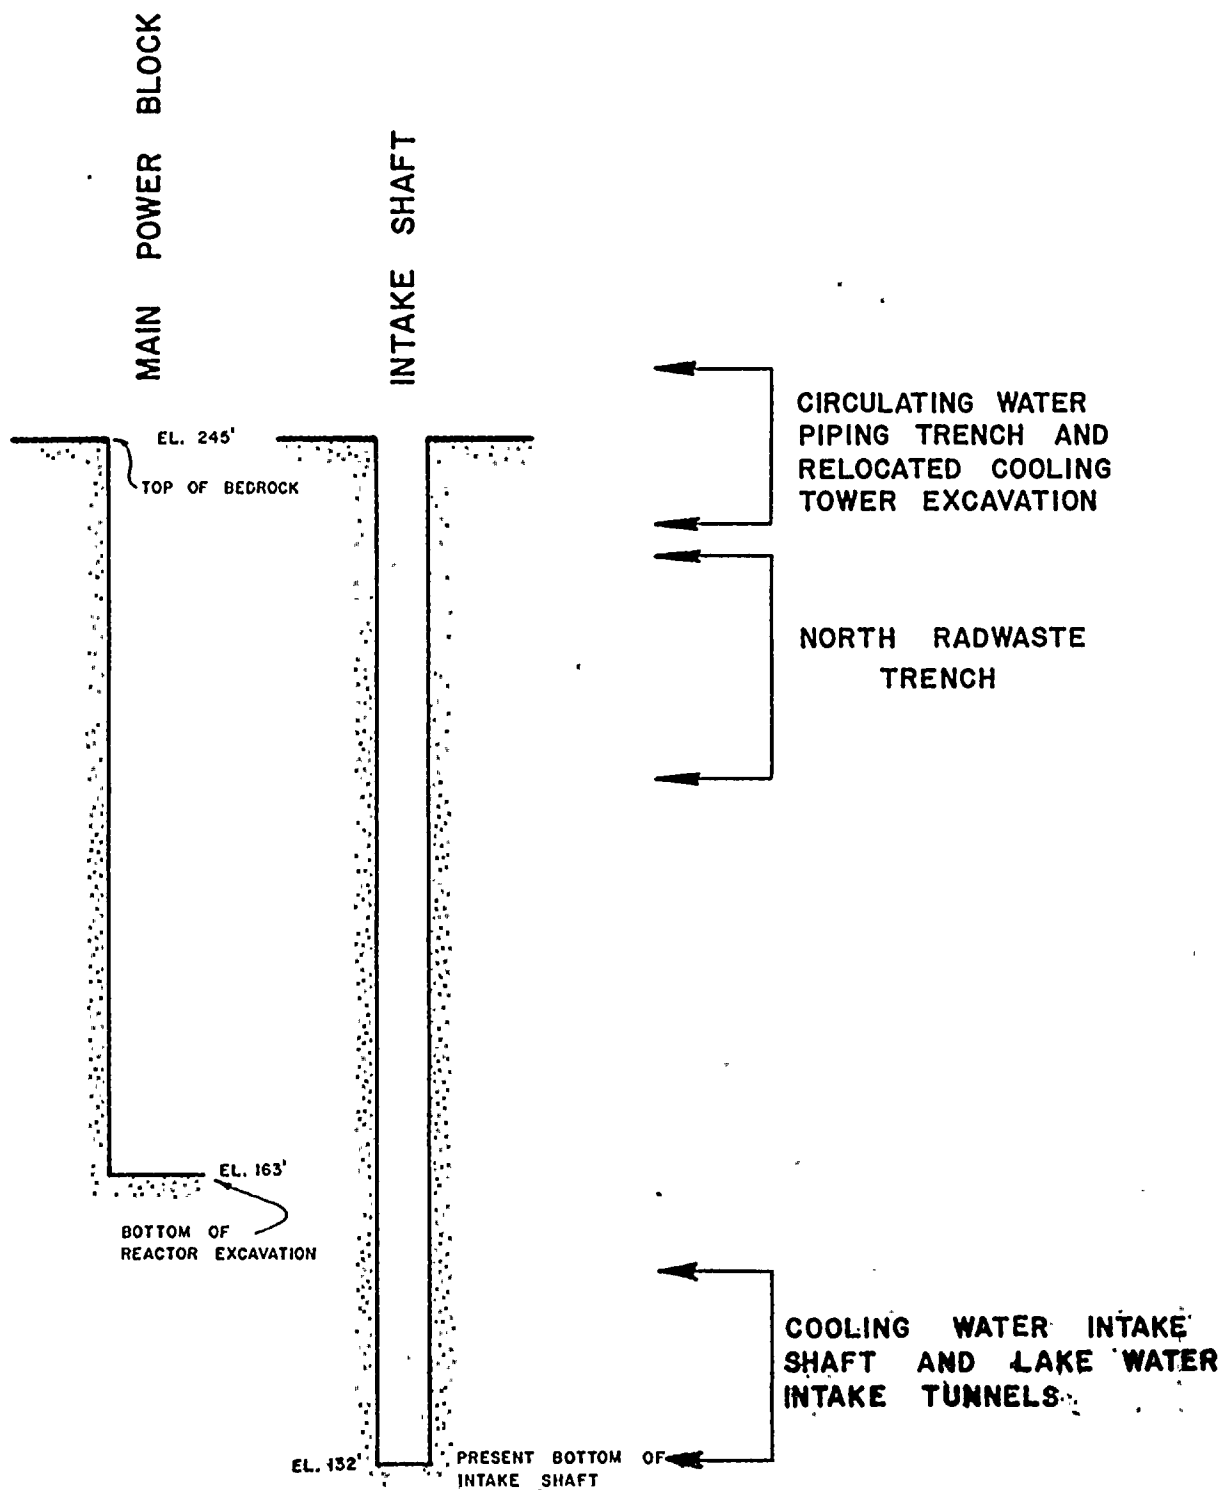 MAIN POWER BLOCK
INTAKE SHAFT
EL. 245'
TOP OF BEDROCK
CIRCULATING WATER
PIPING TRENCH AND
RELOCATED COOLING
TOWER EXCAVATION
NORTH RADWASTE
TRENCH
EL. 163'
BOTTOM OF
REACTOR EXCAVATION
COOLING WATER INTAKE
SHAFT AND LAKE WATER
INTAKE TUNNELS
EL. 132'
PRESENT BOTTOM OF
INTAKE SHAFT